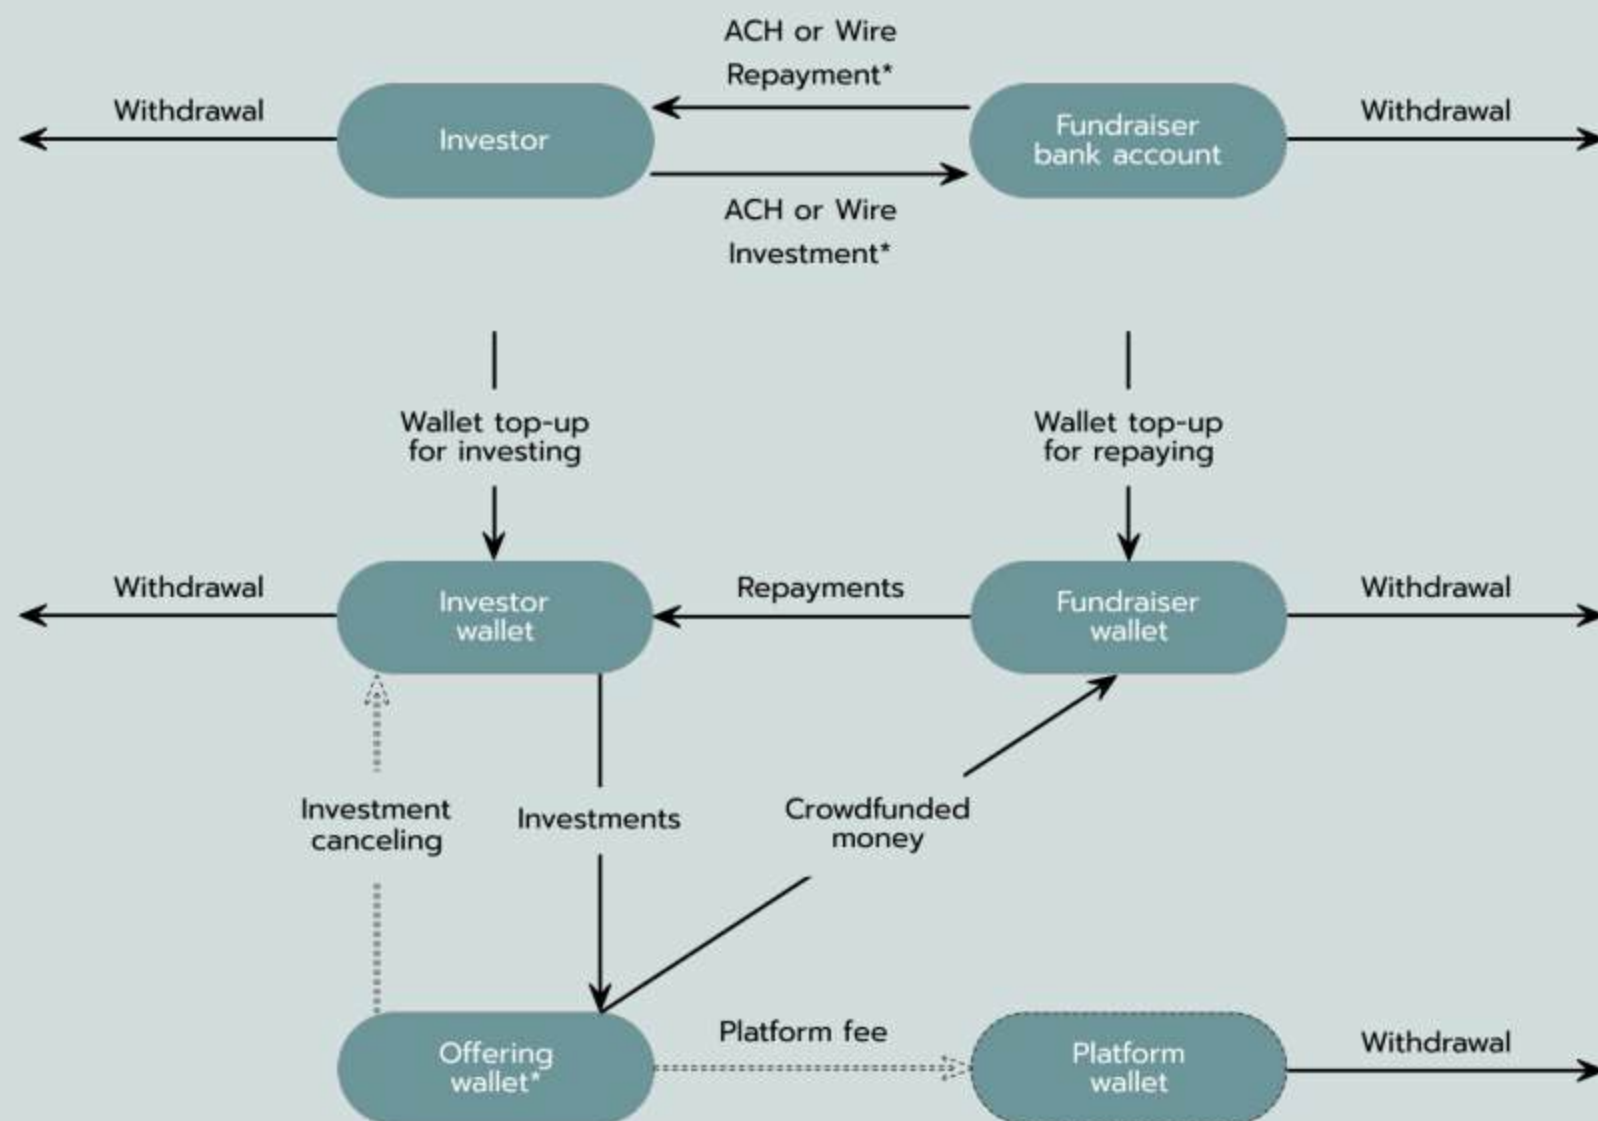 ACH or Wire
Repayment*
Withdrawal
Investor
Fundraiser
bank account
Withdrawal
ACH or Wire
Investment*
Wallet top-up
for investing
Wallet top-up
for repaying
Withdrawal
Investor
wallet
Repayments
Fundraiser
wallet
Withdrawal
Investment
canceling
Investments
Crowdfunded
money
Offering
wallet*
Platform fee
Platform
wallet
Withdrawal